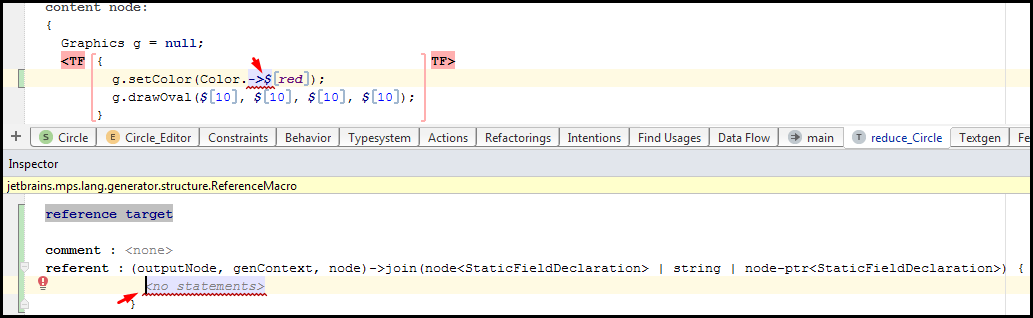 content node:
{
Graphics g = null;
<TF { TF>
g.setColor(Color.->$[red]);
g.drawOval($[10], $[10], $[10], $[10]);
}
+ S Circle E Circle_Editor Constraints Behavior Typesystem Actions Refactorings Intentions Find Usages Data Flow main T reduce_Circle Textgen Fe
Inspector
jetbrains.mps.lang.generator.structure.ReferenceMacro
reference target
comment : <none>
referent : (outputNode, genContext, node)->join(node<StaticFieldDeclaration> | string | node-ptr<StaticFieldDeclaration>) {
<no statements>
}